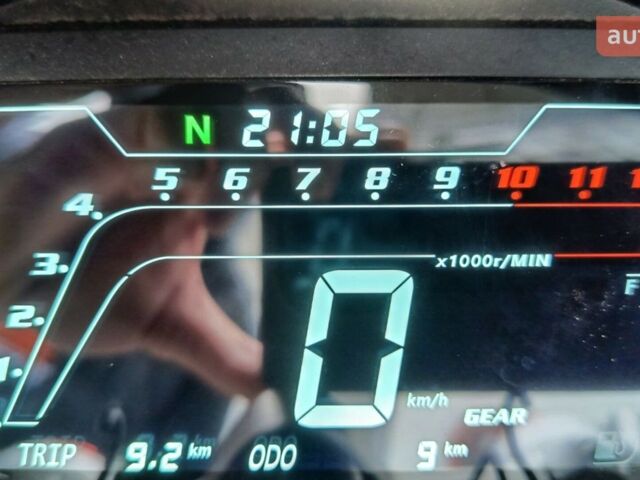 aut
N 21:05
5 6 7 8 9 10 11 1
4
x1000r/MIN
3
F
2
1
0 km/h
GEAR
TRIP 9.2 km ODO 9 km